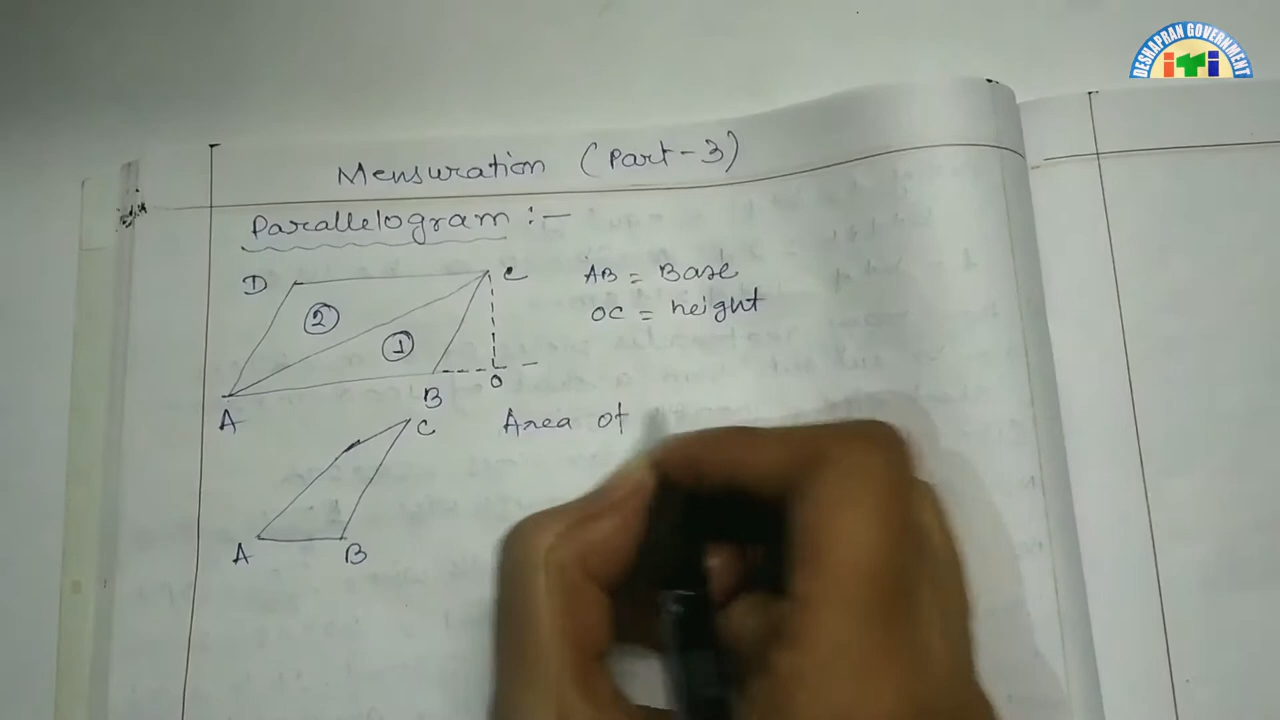 DESHAPRAN GOVERNMENT
iTi
Mensuration (Part-3)
Parallelogram :-
D
C
AB = Base
OC = height
2
1
A
B
O
C
Area of
A
B